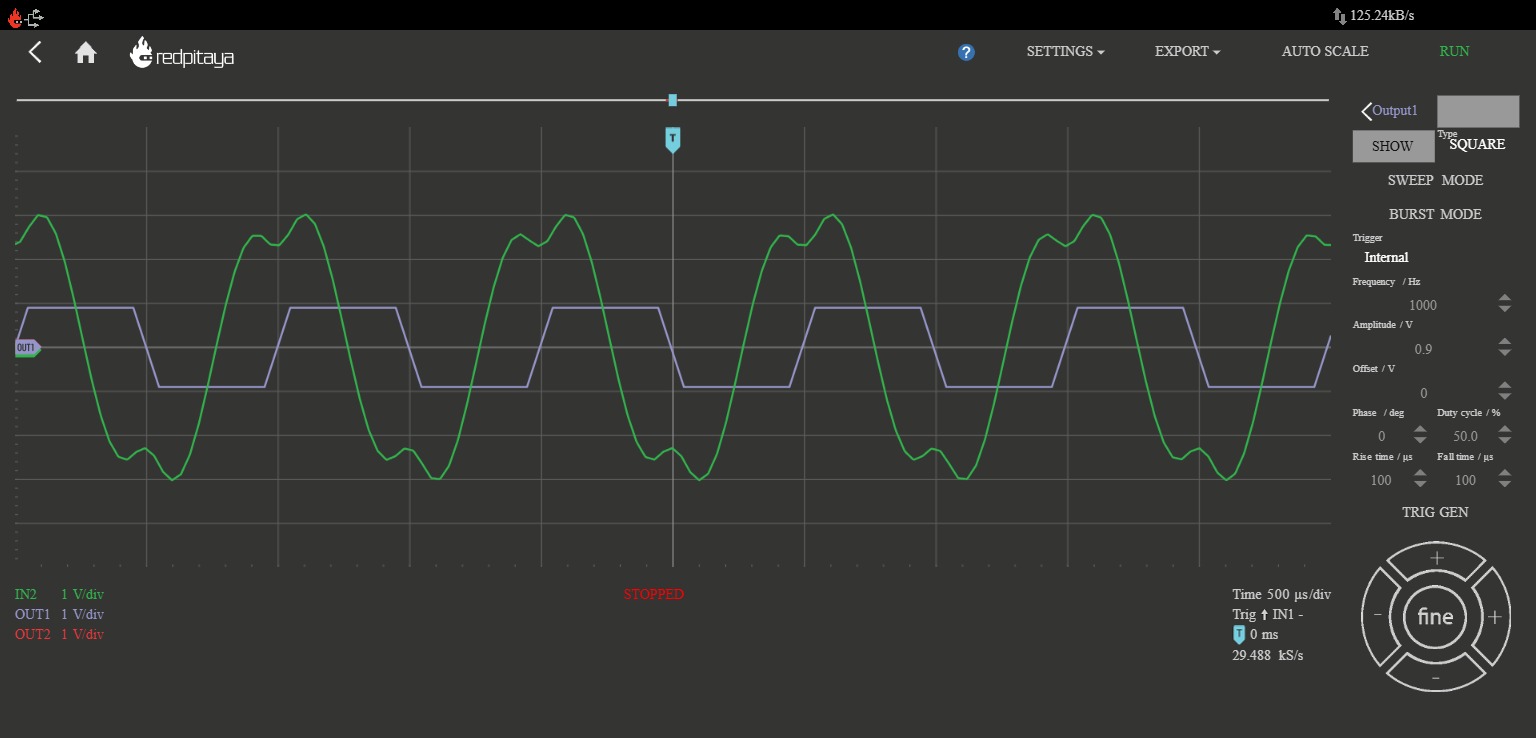 125.24kB/s
redpitaya
?
SETTINGS
EXPORT
AUTO SCALE
RUN
Output1
SHOW
Type
SQUARE
SWEEP MODE
BURST MODE
Trigger
Internal
Frequency / Hz
1000
Amplitude / V
0.9
Offset / V
0
Phase / deg
Duty cycle / %
0
50.0
Rise time / µs
Fall time / µs
100
100
TRIG GEN
+
-
fine
+
-
T
OUT1
IN2 1 V/div
OUT1 1 V/div
OUT2 1 V/div
STOPPED
Time 500 µs/div
Trig IN1 -
T 0 ms
29.488 kS/s